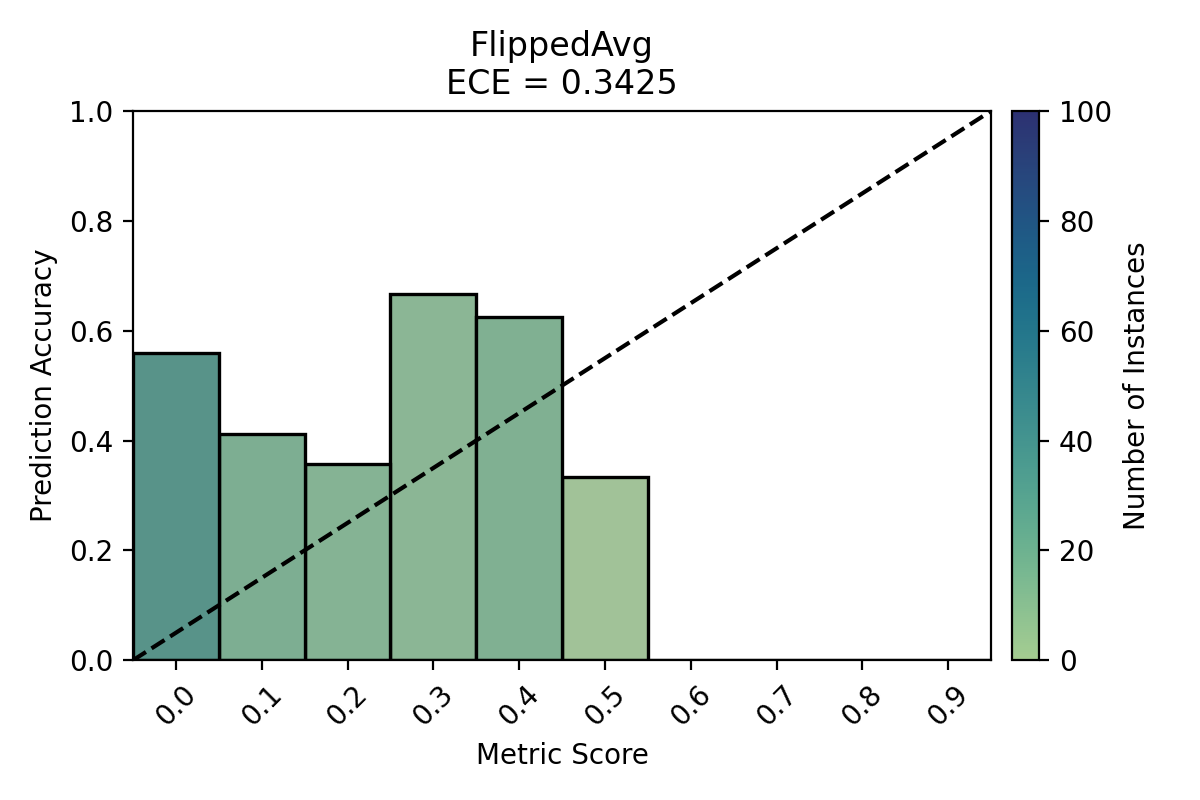 FlippedAvg
ECE = 0.3425
1.0
0.8
0.6
0.4
0.2
0.0
Prediction Accuracy
0.0 0.1 0.2 0.3 0.4 0.5 0.6 0.7 0.8 0.9
Metric Score
100
80
60
40
20
0
Number of Instances